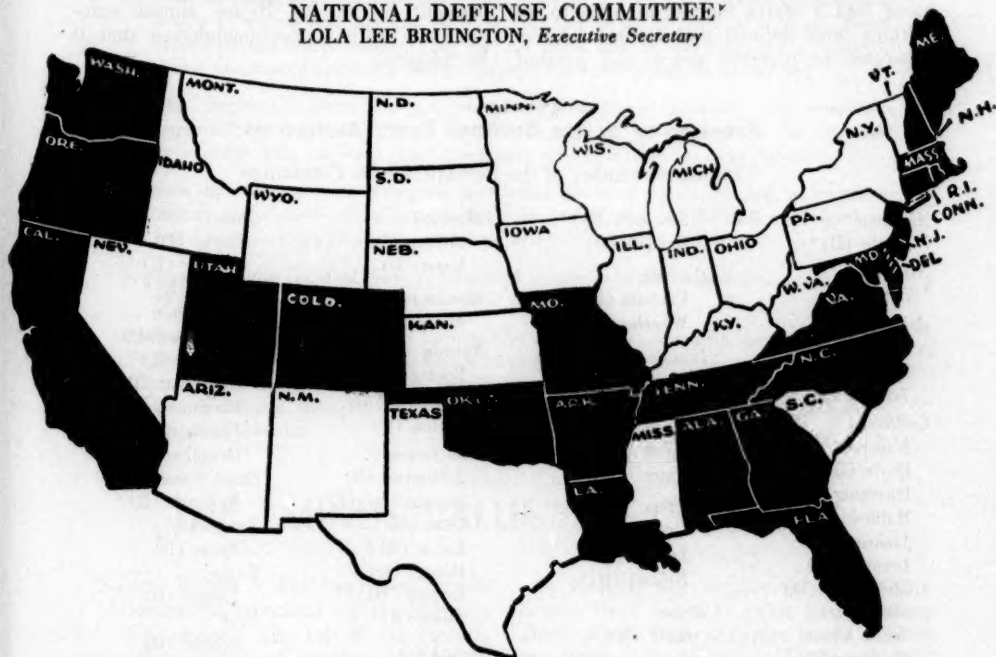 NATIONAL DEFENSE COMMITTEE
LOLA LEE BRUINGTON, Executive Secretary
WASH.
MONT.
N.D.
MINN.
VT.
ME.
N.H.
ORE.
IDAHO
S.D.
WIS.
MICH
N.Y.
MASS.
WYO.
R.I.
CONN.
IOWA
PA.
CAL.
NEV.
NEB.
ILL.
IND.
OHIO
N.J.
DEL
MD.
UTAH
COLO.
W.VA.
VA.
KAN.
MO.
KY.
ARIZ.
N.M.
TEXAS
TENN.
N.C.
ARK.
S.C.
MISS.
ALA.
GA.
LA.
FLA.